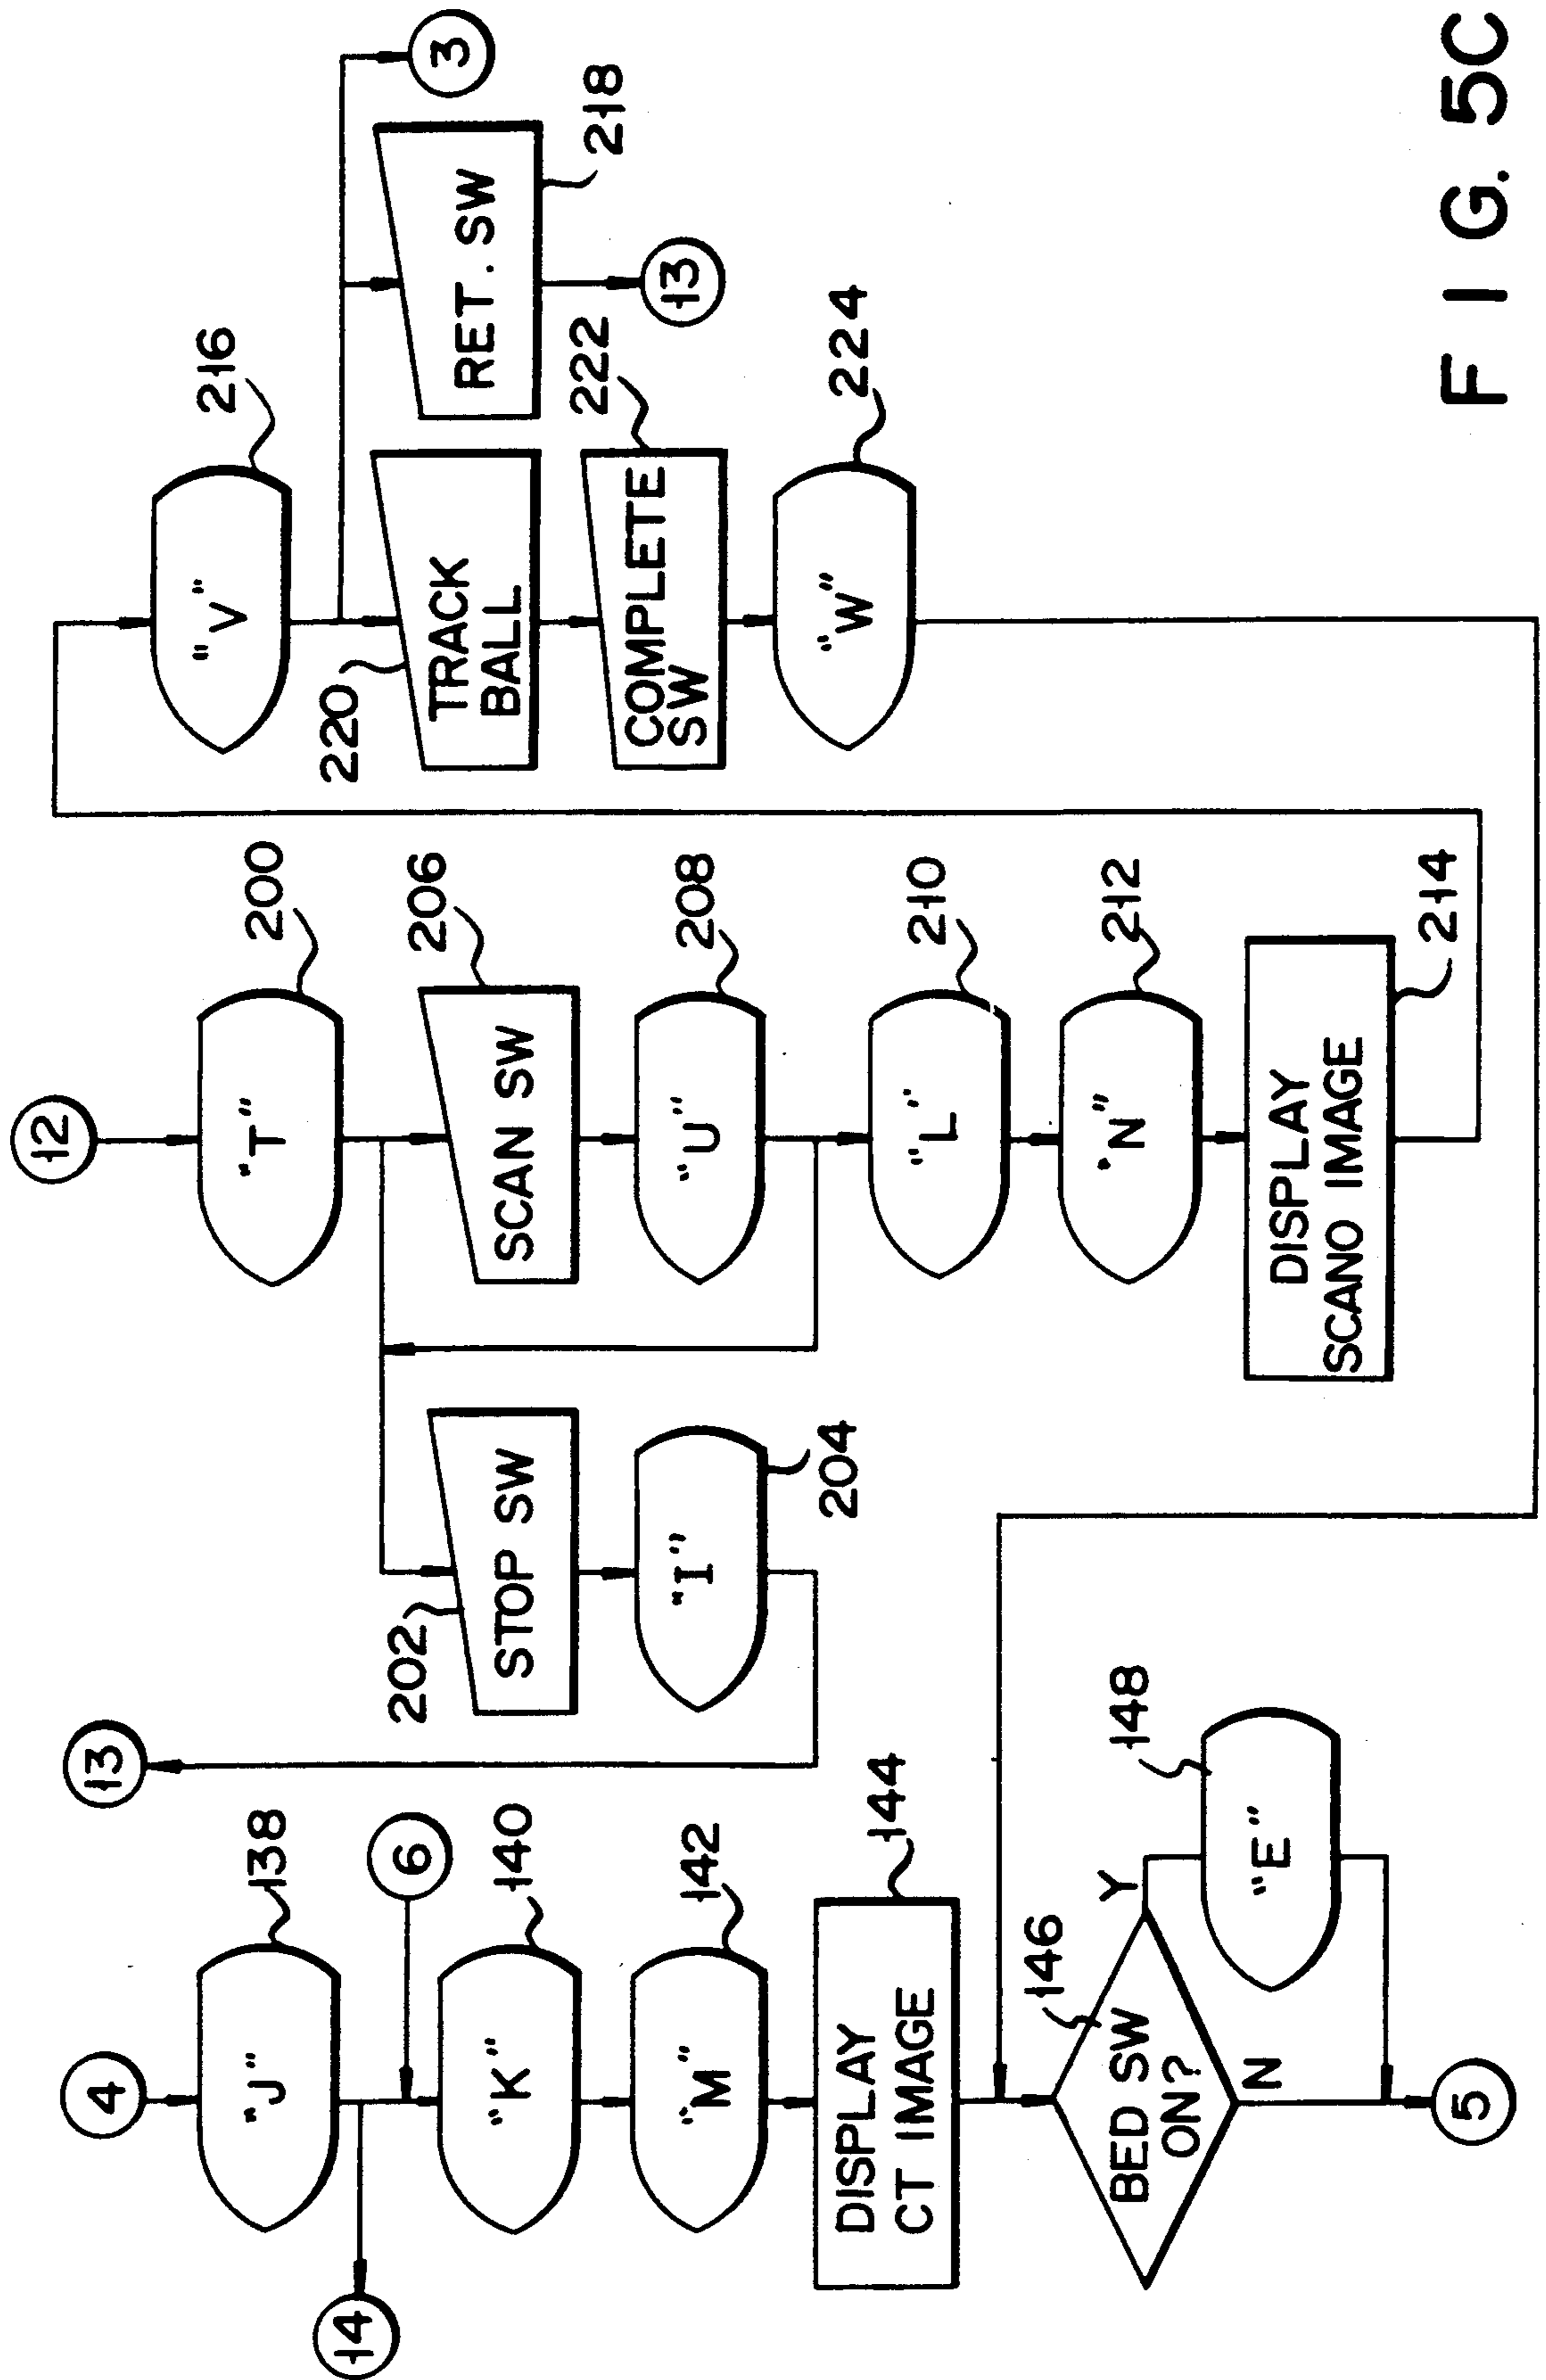 4
"J"
138
14
6
"K"
140
"M"
142
DISPLAY
CT IMAGE
144
146
BED SW
ON?
Y
N
"E"
148
5
13
12
"T"
200
202
STOP SW
"I"
204
SCAN SW
206
"U"
208
"L"
210
"N"
212
DISPLAY
SCANO IMAGE
214
"V"
216
3
220
TRACK
BALL
RET. SW
218
13
COMPLETE
SW
222
"W"
224
FIG. 5C